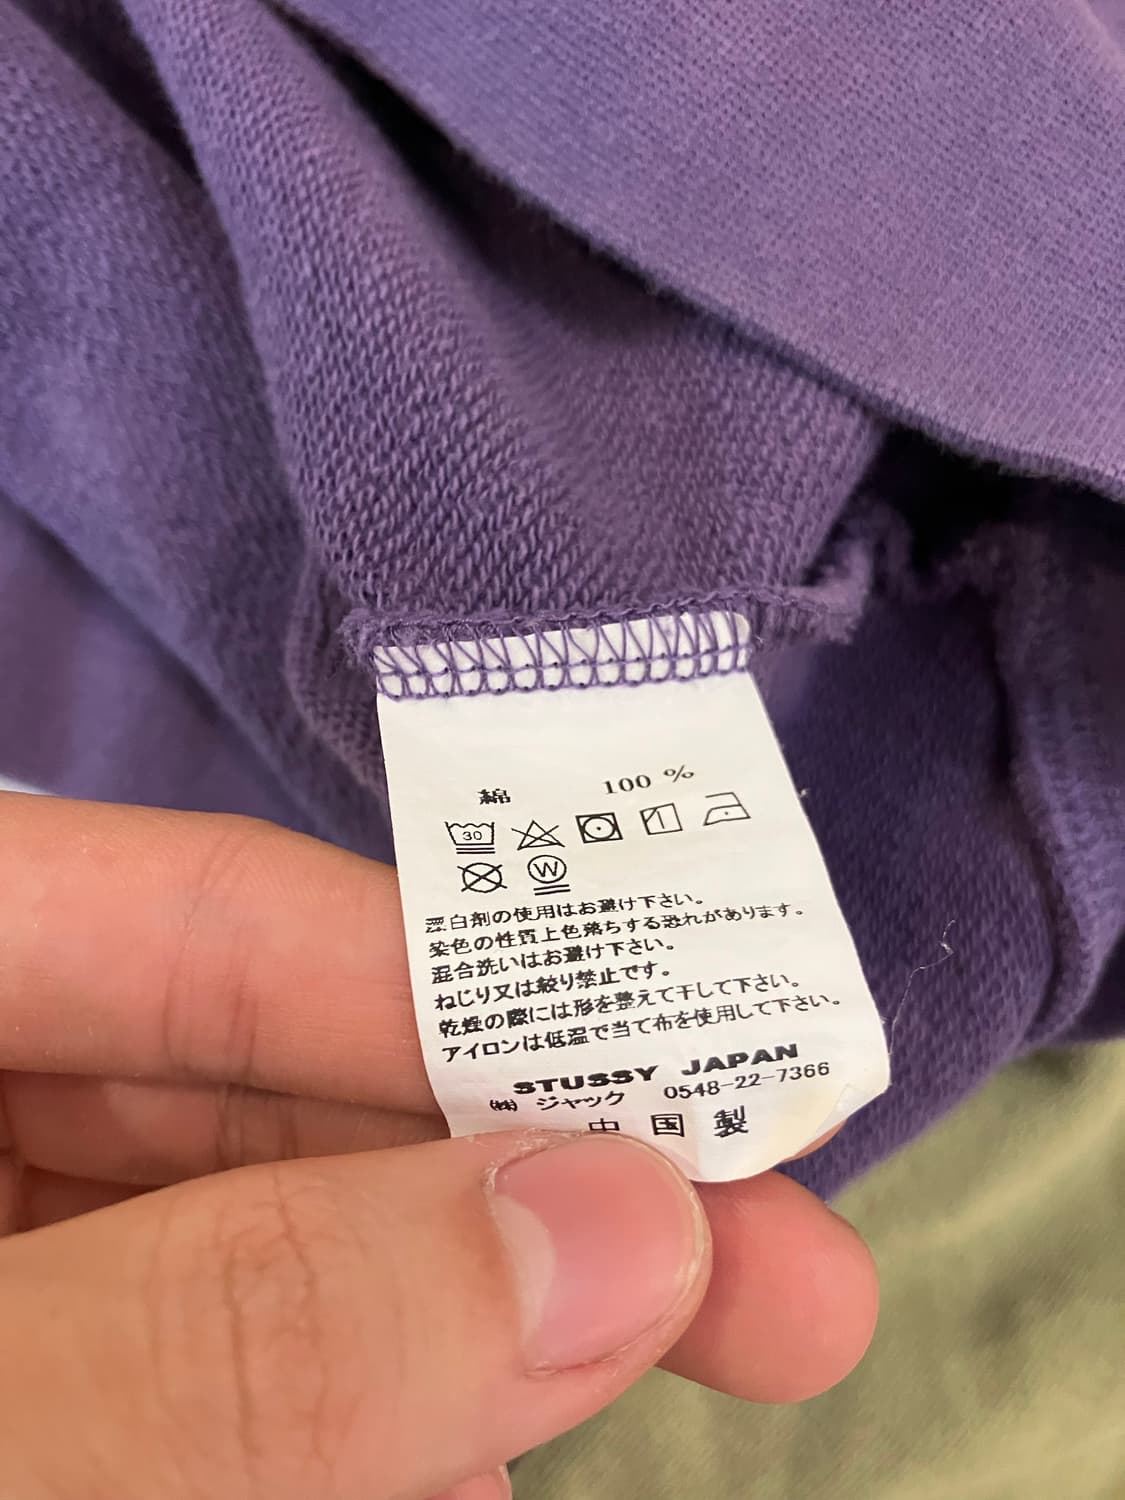 綿 100 %
30
W
漂白剤の使用はお避け下さい。
染色の性質上色落ちする恐れがあります。
混合洗いはお避け下さい。
ねじり又は絞り禁止です。
乾燥の際には形を整えて干して下さい。
アイロンは低温で当て布を使用して下さい。
STUSSY JAPAN
㈱ ジャック 0548-22-7366
中国製